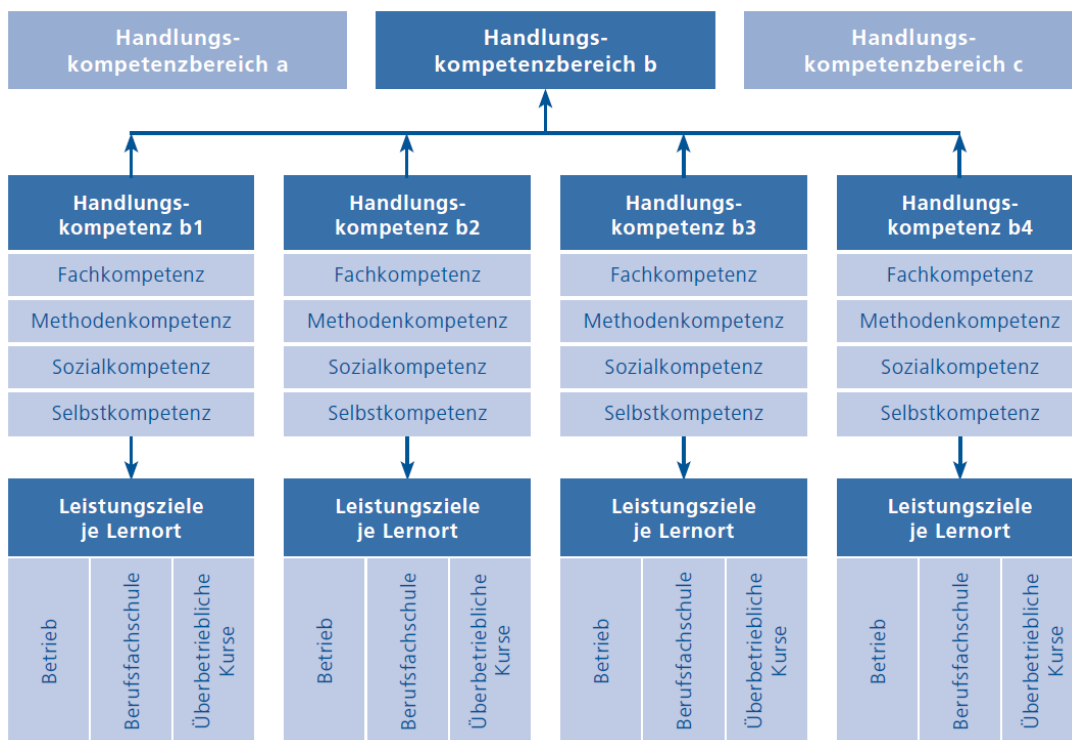 Handlungs-
kompetenzbereich a
Handlungs-
kompetenzbereich b
Handlungs-
kompetenzbereich c
Handlungs-
kompetenz b1
Fachkompetenz
Methodenkompetenz
Sozialkompetenz
Selbstkompetenz
Leistungsziele
je Lernort
Betrieb
Berufsfachschule
Überbetriebliche
Kurse
Handlungs-
kompetenz b2
Fachkompetenz
Methodenkompetenz
Sozialkompetenz
Selbstkompetenz
Leistungsziele
je Lernort
Betrieb
Berufsfachschule
Überbetriebliche
Kurse
Handlungs-
kompetenz b3
Fachkompetenz
Methodenkompetenz
Sozialkompetenz
Selbstkompetenz
Leistungsziele
je Lernort
Betrieb
Berufsfachschule
Überbetriebliche
Kurse
Handlungs-
kompetenz b4
Fachkompetenz
Methodenkompetenz
Sozialkompetenz
Selbstkompetenz
Leistungsziele
je Lernort
Betrieb
Berufsfachschule
Überbetriebliche
Kurse